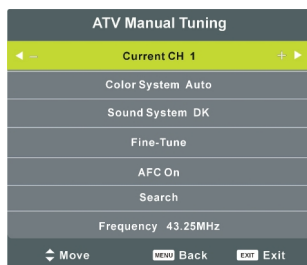 ATV Manual Tuning
Current CH 1
Color System Auto
Sound System DK
Fine-Tune
AFC On
Search
Frequency 43.25MHz
Move MENU Back EXIT Exit